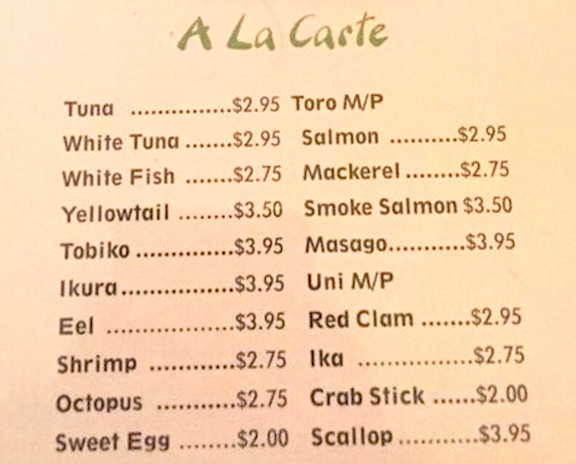 A La Carte
Tuna ...............$2.95 Toro M/P
White Tuna .......$2.95 Salmon ..........$2.95
White Fish .......$2.75 Mackerel ........$2.75
Yellowtail ........$3.50 Smoke Salmon $3.50
Tobiko ..............$3.95 Masago...........$3.95
Ikura.................$3.95 Uni M/P
Eel ...................$3.95 Red Clam .......$2.95
Shrimp .............$2.75 Ika .................$2.75
Octopus ............$2.75 Crab Stick ......$2.00
Sweet Egg ........$2.00 Scallop............$3.95